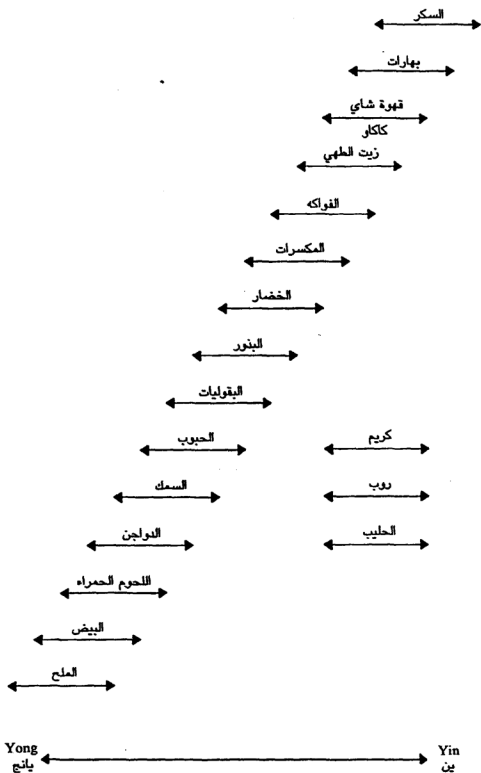 السكر
بهارات
قهوة شاي
كاكاو
زيت الطهي
الفواكه
المكسرات
الخضار
البنور
البقوليات
الحبوب
كريم
السمك
روب
الدواجن
الحليب
اللحوم الحمراء
البيض
الملح
Yong
يانج
Yin
ين